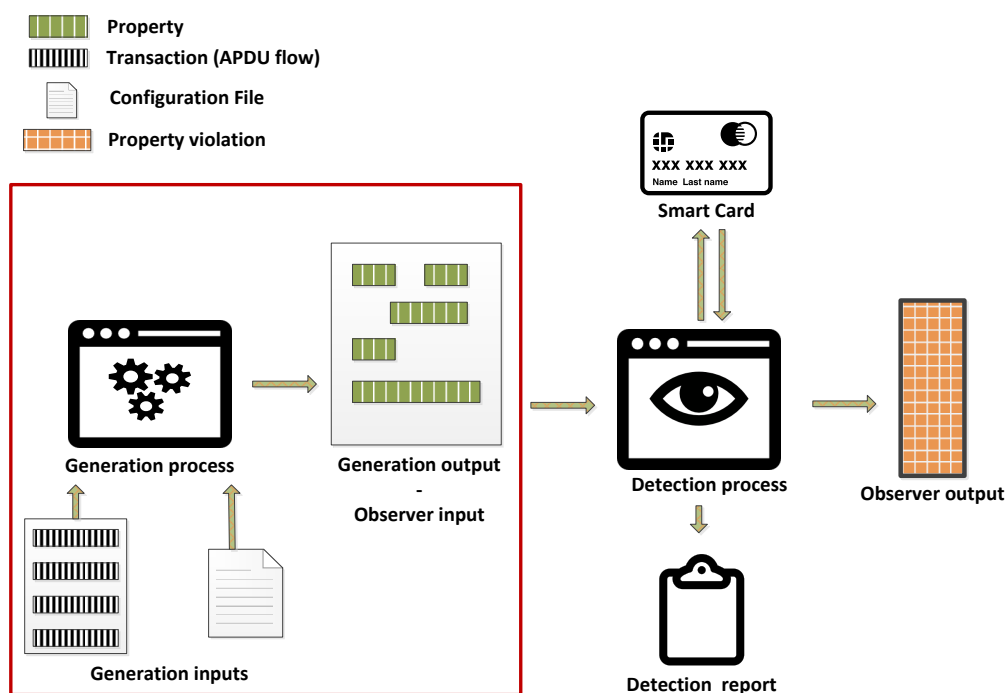 Property
Transaction (APDU flow)
Configuration File
Property violation
xxx xxx xxx
Name Last name
Smart Card
Generation process
Generation output
-
Observer input
Detection process
Observer output
Generation inputs
Detection report